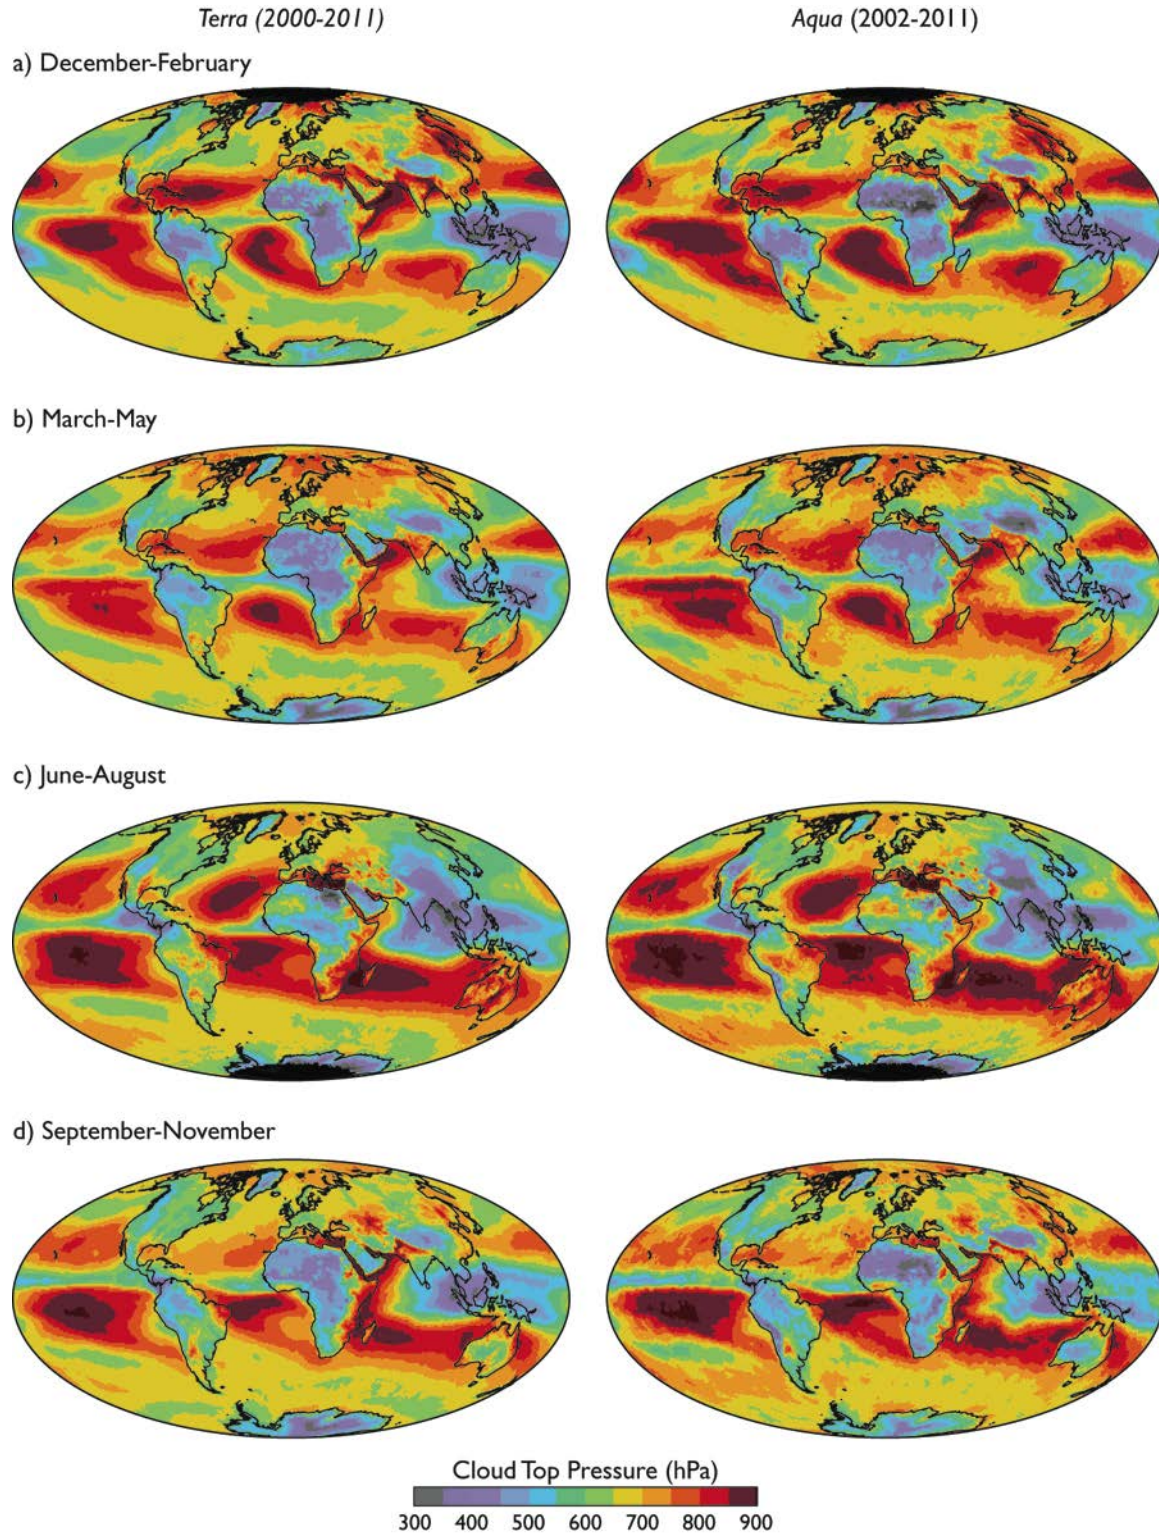 Terra (2000-2011)
Aqua (2002-2011)
a) December-February
b) March-May
c) June-August
d) September-November
Cloud Top Pressure (hPa)
300 400 500 600 700 800 900